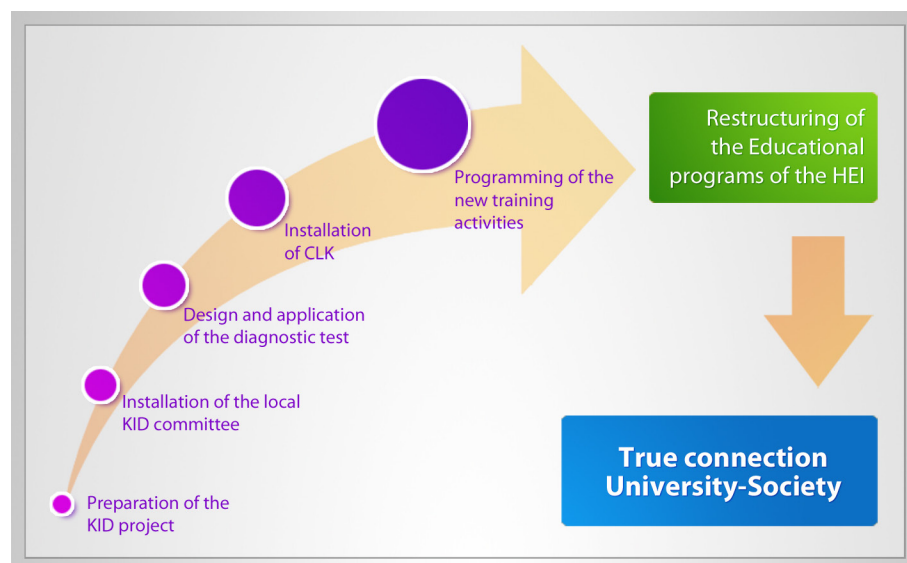 Preparation of the
KID project
Installation of the local
KID committee
Design and application
of the diagnostic test
Installation
of CLK
Programming of the
new training
activities
Restructuring of
the Educational
programs of the HEI
True connection
University-Society